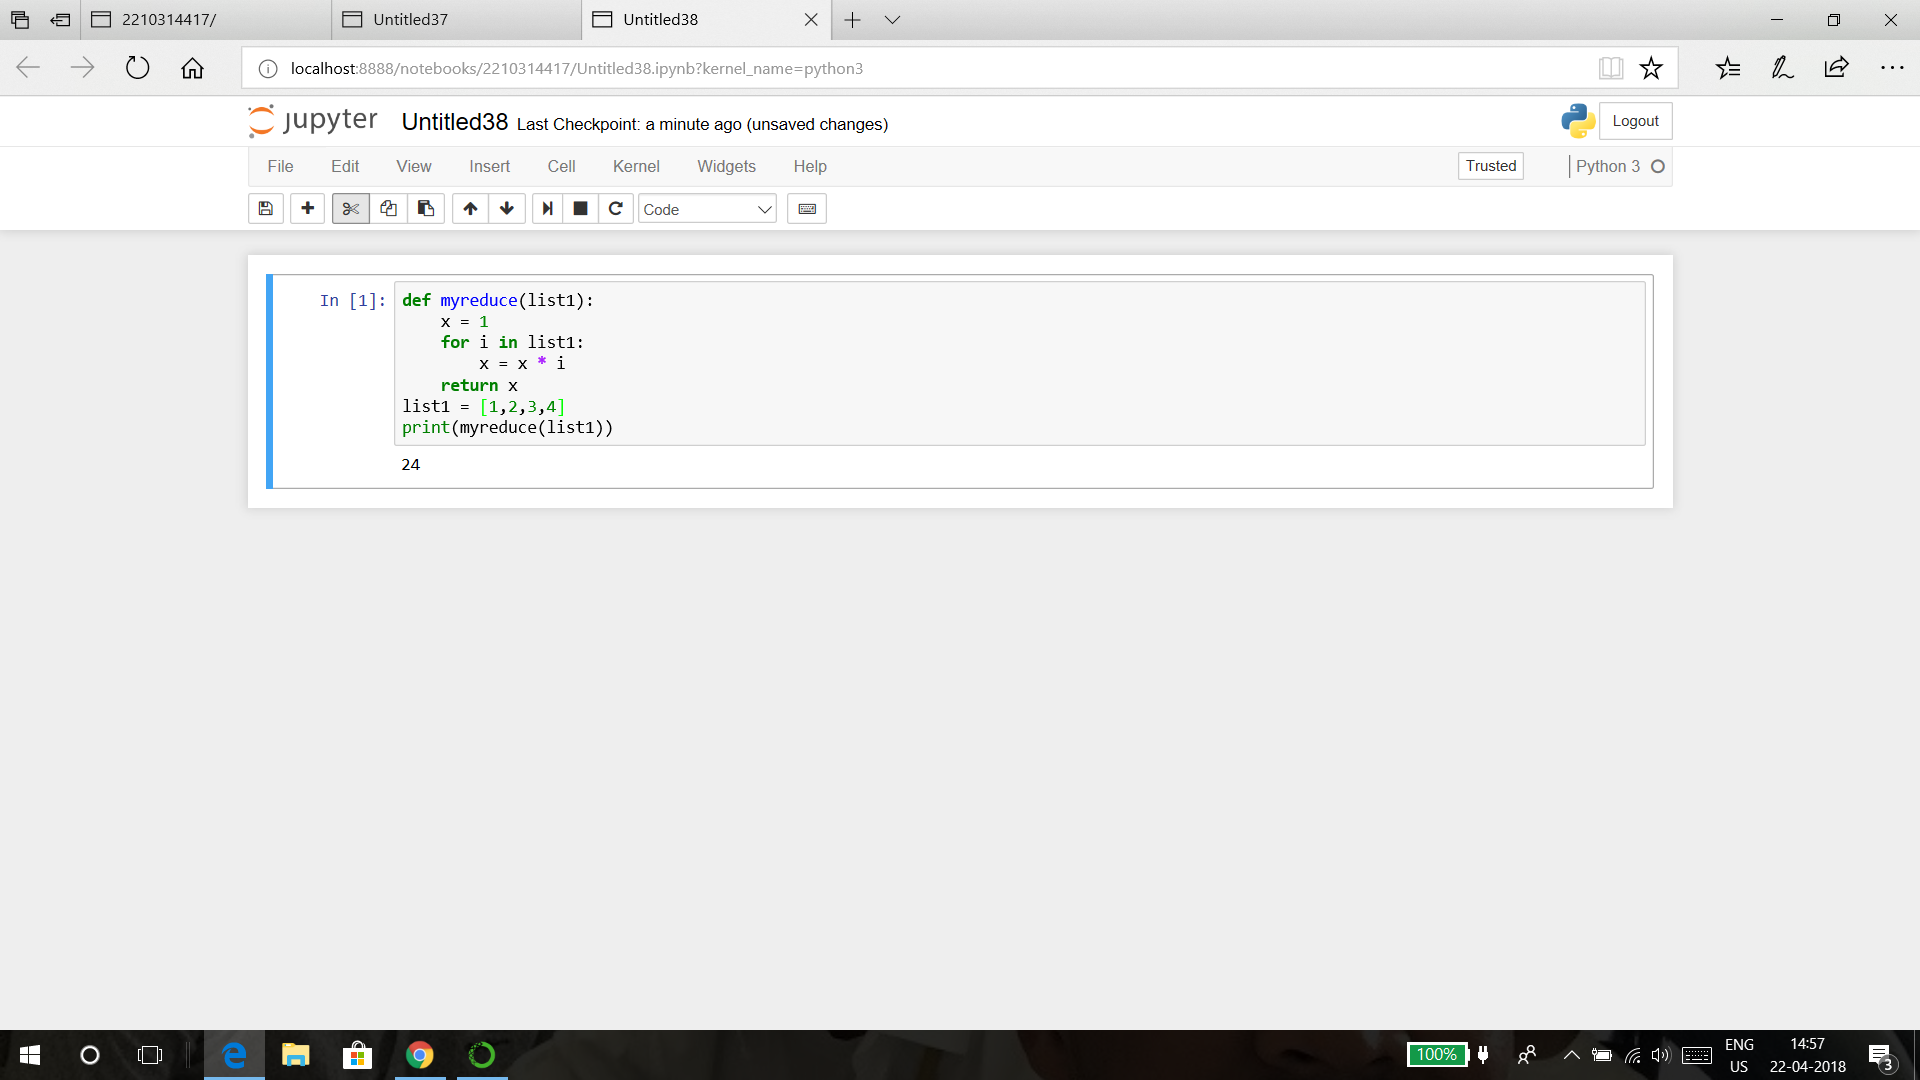 2210314417/
Untitled37
Untitled38
localhost:8888/notebooks/2210314417/Untitled38.ipynb?kernel_name=python3
jupyter Untitled38 Last Checkpoint: a minute ago (unsaved changes)
Logout
File Edit View Insert Cell Kernel Widgets Help
Trusted
Python 3
Code
In [1]: def myreduce(list1):
    x = 1
    for i in list1:
        x = x * i
    return x
list1 = [1,2,3,4]
print(myreduce(list1))
24
100%
ENG
US
14:57
22-04-2018
3